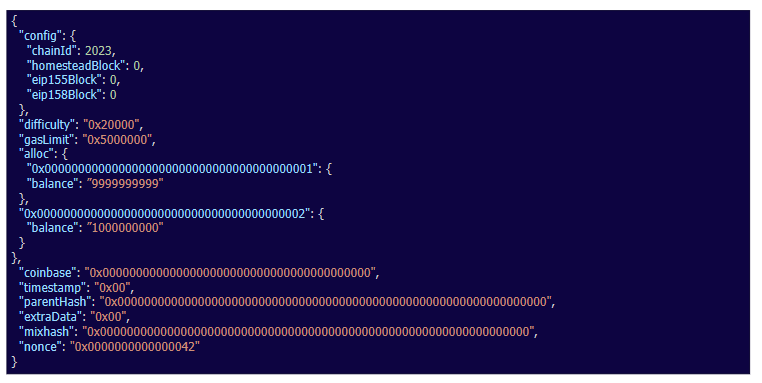 {
"config": {
"chainId": 2023,
"homesteadBlock": 0,
"eip155Block": 0,
"eip158Block": 0
},
"difficulty": "0x20000",
"gasLimit": "0x5000000",
"alloc": {
"0x0000000000000000000000000000000000000001": {
"balance": ”9999999999"
},
"0x0000000000000000000000000000000000000002": {
"balance": ”1000000000"
}
},
"coinbase": "0x0000000000000000000000000000000000000000",
"timestamp": "0x00",
"parentHash": "0x0000000000000000000000000000000000000000000000000000000000000000",
"extraData": "0x00",
"mixhash": "0x0000000000000000000000000000000000000000000000000000000000000000",
"nonce": "0x0000000000000042"
}